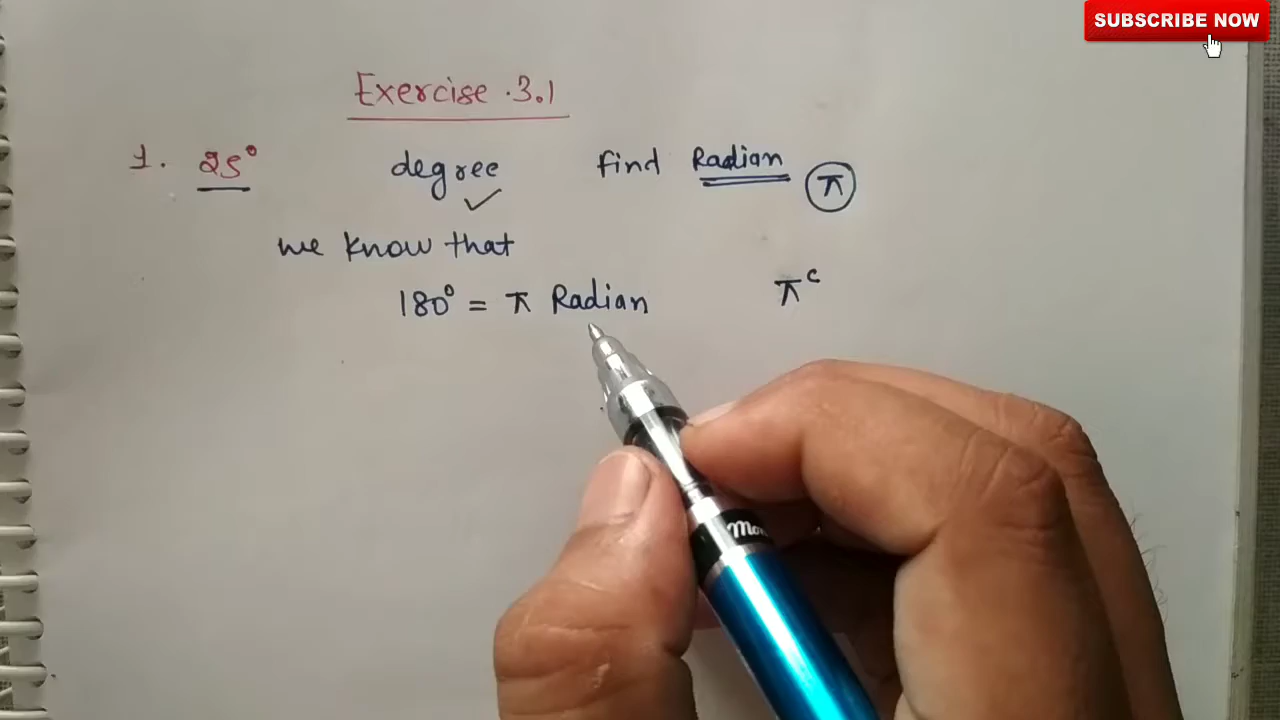 SUBSCRIBE NOW
Exercise .3.1
1. 25° degree find Radian π
we know that
180° = π Radian π^c